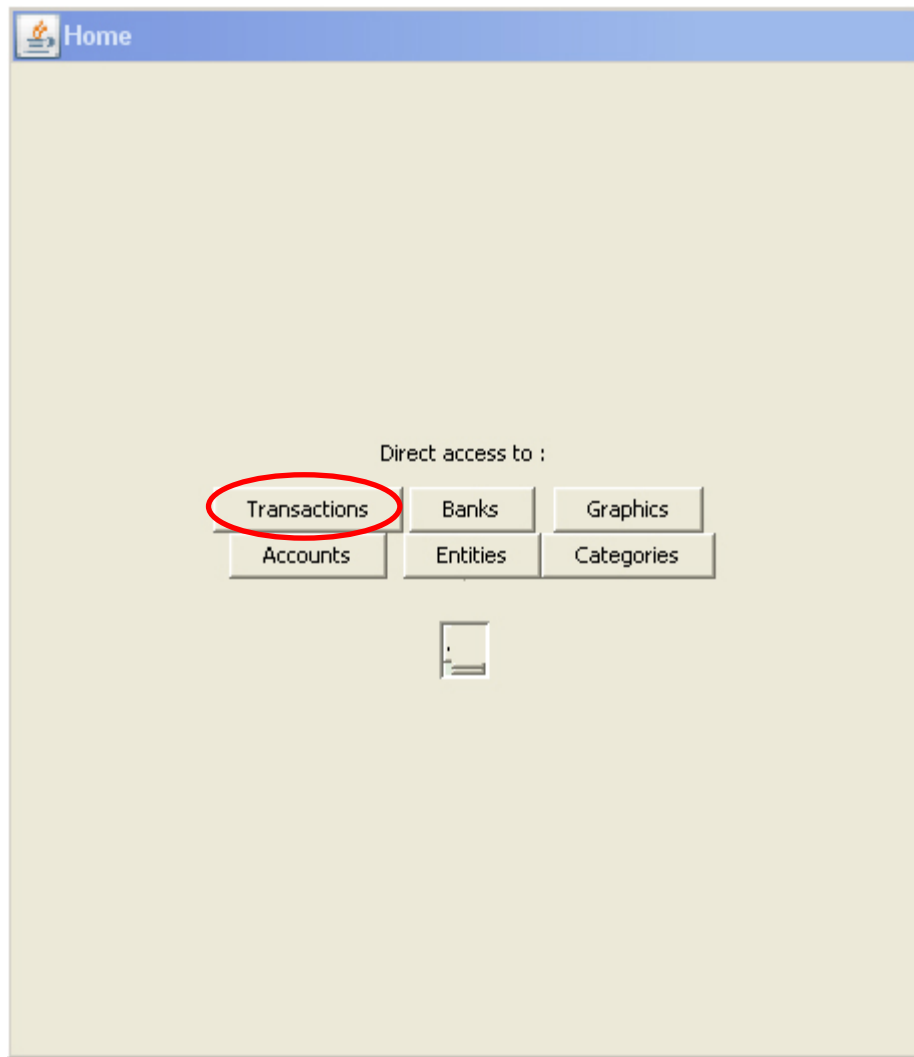 Home
Direct access to :
Transactions Banks Graphics
Accounts Entities Categories